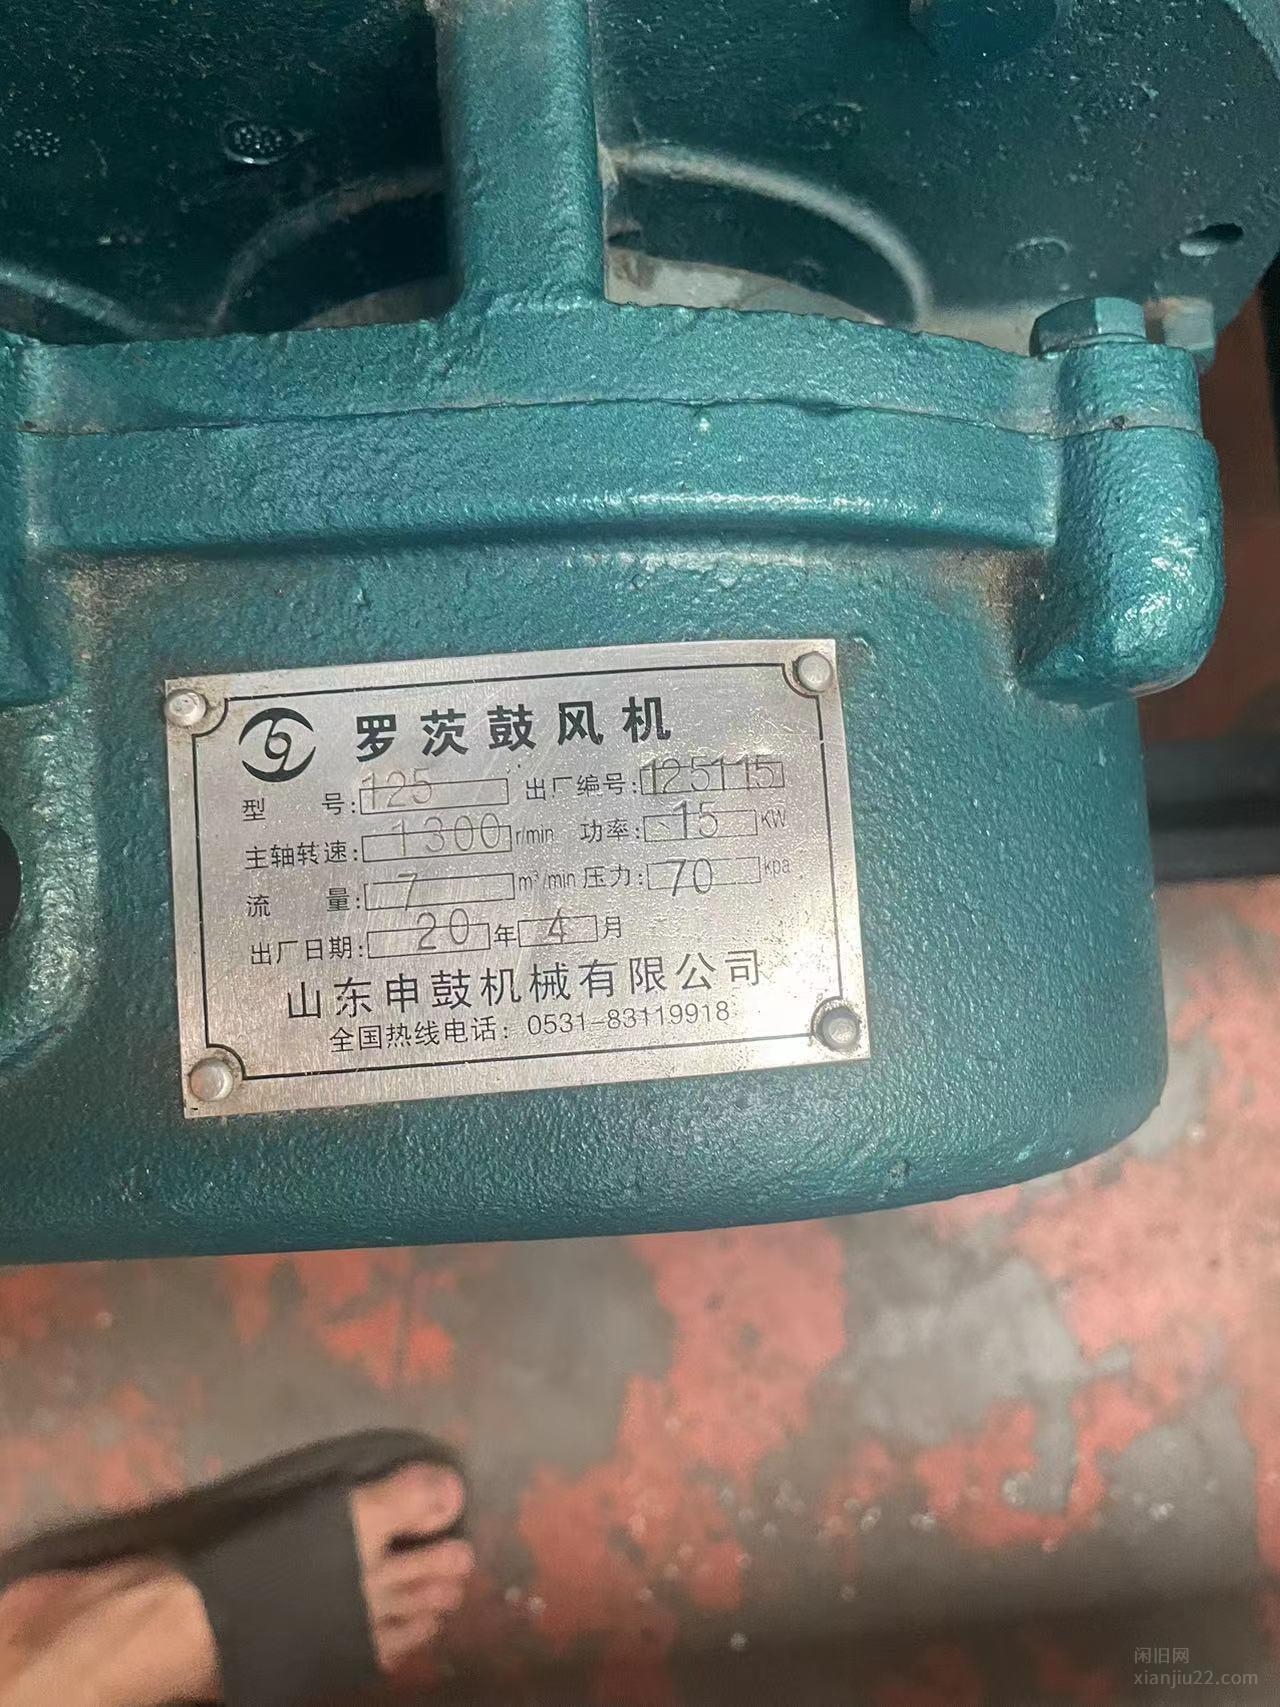 罗茨鼓风机
型 号: 125 出厂编号: 125115
主轴转速: 1300 r/min 功率: 15 KW
流 量: 7 m³/min 压力: 70 kpa
出厂日期: 20 年 4 月
山东申鼓机械有限公司
全国热线电话: 0531-83119918
闲旧网
xianjiu22.com